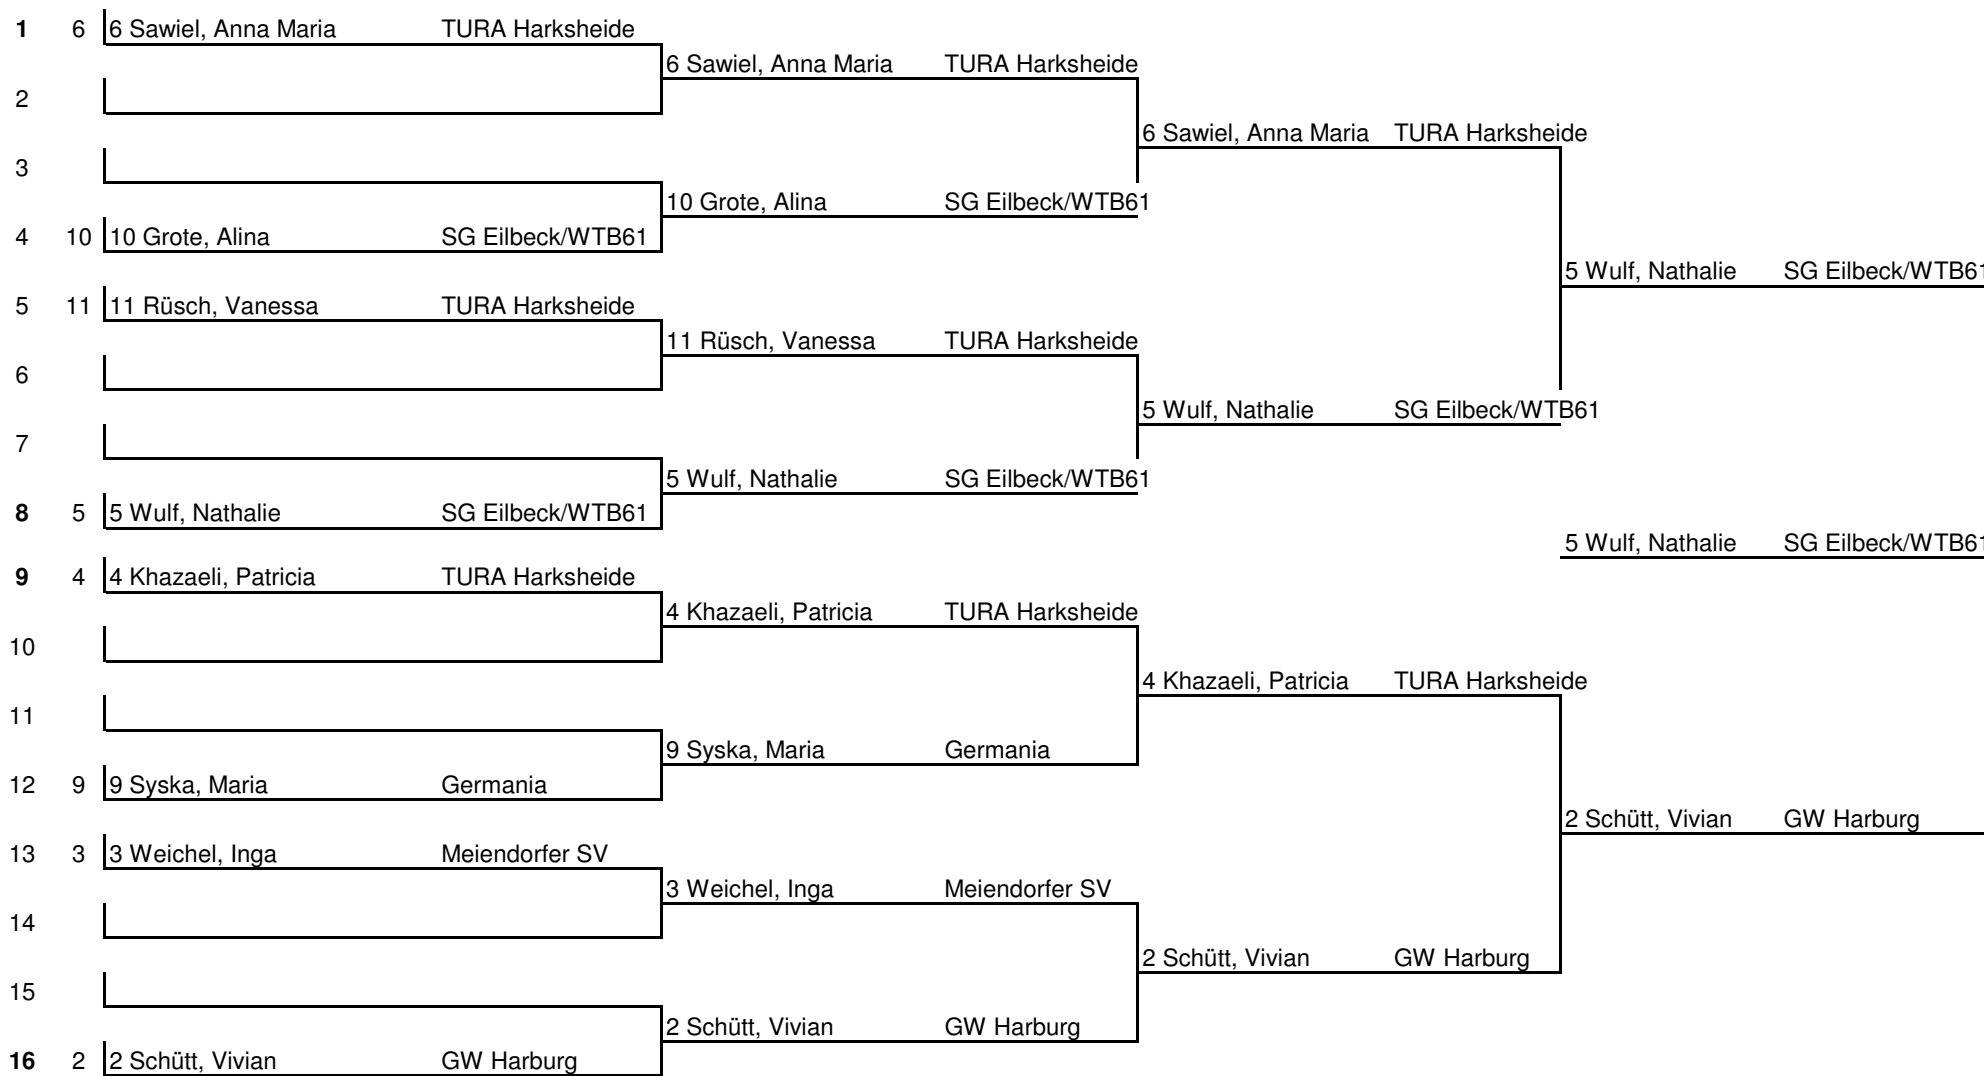 1 6 6 Sawiel, Anna Maria TURA Harksheide
6 Sawiel, Anna Maria TURA Harksheide
2
6 Sawiel, Anna Maria TURA Harksheide
3
10 Grote, Alina SG Eilbeck/WTB61
4 10 10 Grote, Alina SG Eilbeck/WTB61
5 Wulf, Nathalie SG Eilbeck/WTB61
5 11 11 Rüsch, Vanessa TURA Harksheide
11 Rüsch, Vanessa TURA Harksheide
6
5 Wulf, Nathalie SG Eilbeck/WTB61
7
5 Wulf, Nathalie SG Eilbeck/WTB61
8 5 5 Wulf, Nathalie SG Eilbeck/WTB61
5 Wulf, Nathalie SG Eilbeck/WTB61
9 4 4 Khazaeli, Patricia TURA Harksheide
4 Khazaeli, Patricia TURA Harksheide
10
4 Khazaeli, Patricia TURA Harksheide
11
9 Syska, Maria Germania
12 9 9 Syska, Maria Germania
2 Schütt, Vivian GW Harburg
13 3 3 Weichel, Inga Meiendorfer SV
3 Weichel, Inga Meiendorfer SV
14
2 Schütt, Vivian GW Harburg
15
2 Schütt, Vivian GW Harburg
16 2 2 Schütt, Vivian GW Harburg